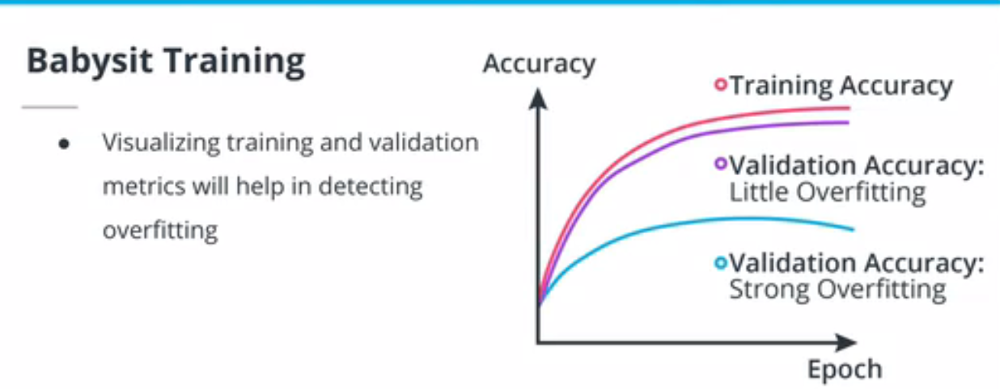 Babysit Training
● Visualizing training and validation
metrics will help in detecting
overfitting
Accuracy
Training Accuracy
Validation Accuracy:
Little Overfitting
Validation Accuracy:
Strong Overfitting
Epoch